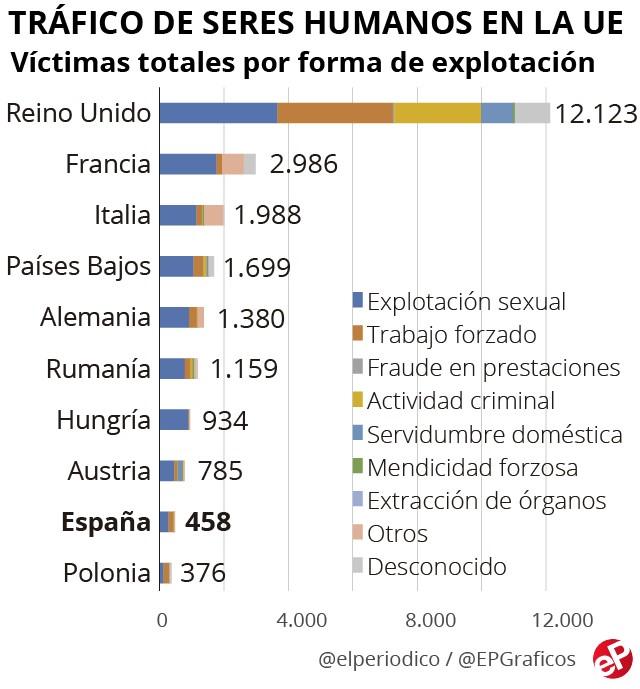 TRÁFICO DE SERES HUMANOS EN LA UE
Víctimas totales por forma de explotación
Reino Unido 12.123
Francia 2.986
Italia 1.988
Países Bajos 1.699
Alemania 1.380
Rumanía 1.159
Hungría 934
Austria 785
España 458
Polonia 376
Explotación sexual
Trabajo forzado
Fraude en prestaciones
Actividad criminal
Servidumbre doméstica
Mendicidad forzosa
Extracción de órganos
Otros
Desconocido
0 4.000 8.000 12.000
@elperiodico / @EPGraficos
eP